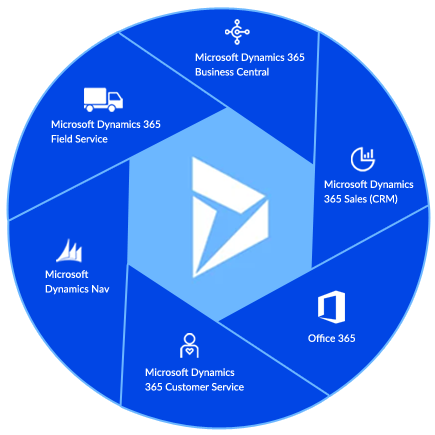 Microsoft Dynamics 365
Business Central
Microsoft Dynamics 365
Field Service
Microsoft Dynamics
365 Sales (CRM)
Microsoft
Dynamics Nav
Office 365
Microsoft Dynamics
365 Customer Service